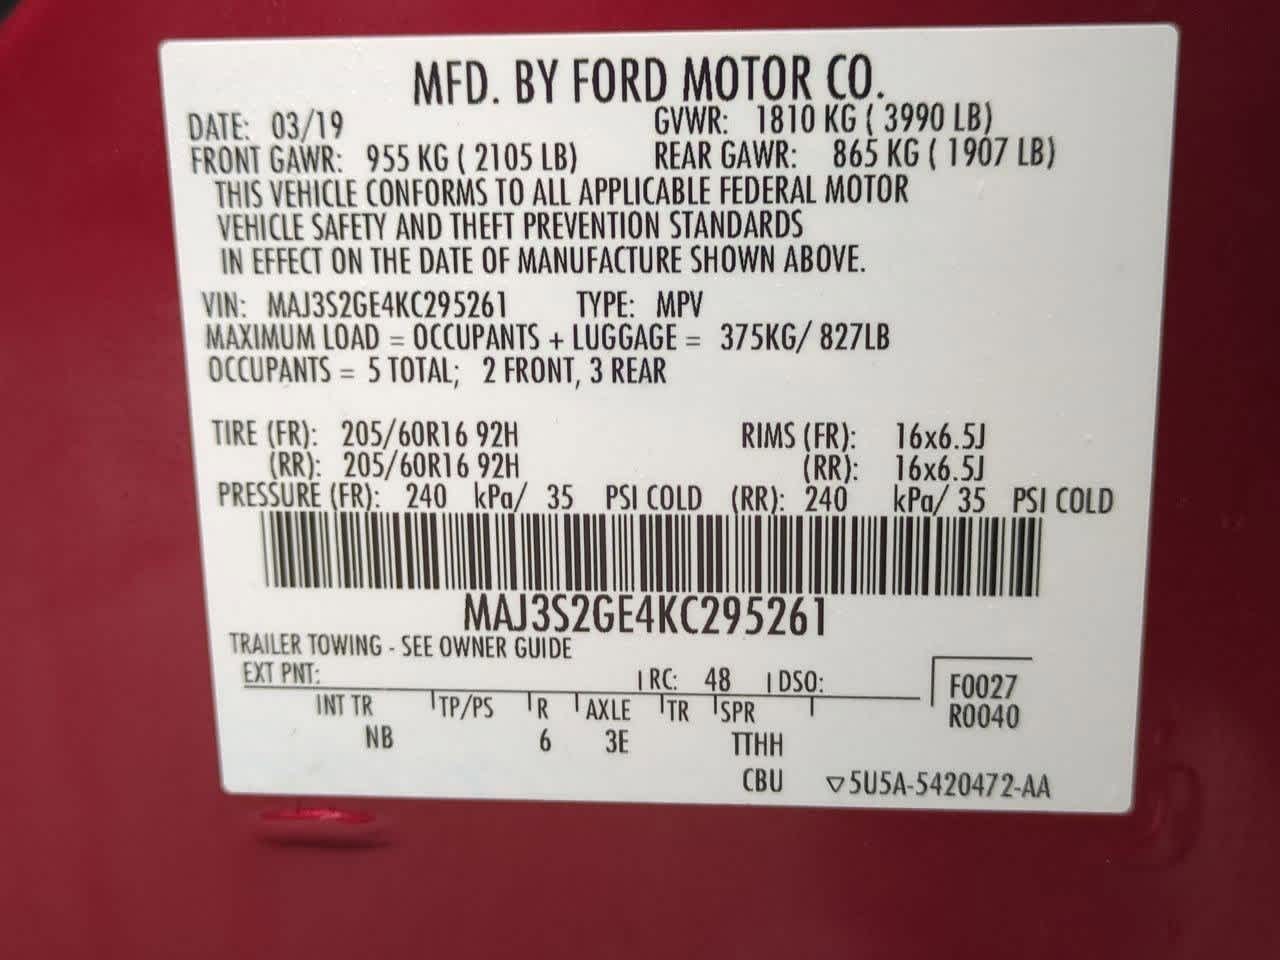 MFD. BY FORD MOTOR CO.
DATE: 03/19 GVWR: 1810 KG ( 3990 LB)
FRONT GAWR: 955 KG ( 2105 LB) REAR GAWR: 865 KG ( 1907 LB)
THIS VEHICLE CONFORMS TO ALL APPLICABLE FEDERAL MOTOR
VEHICLE SAFETY AND THEFT PREVENTION STANDARDS
IN EFFECT ON THE DATE OF MANUFACTURE SHOWN ABOVE.
VIN: MAJ3S2GE4KC295261 TYPE: MPV
MAXIMUM LOAD = OCCUPANTS + LUGGAGE = 375KG/ 827LB
OCCUPANTS = 5 TOTAL; 2 FRONT, 3 REAR
TIRE (FR): 205/60R16 92H RIMS (FR): 16x6.5J
(RR): 205/60R16 92H (RR): 16x6.5J
PRESSURE (FR): 240 kPa/ 35 PSI COLD (RR): 240 kPa/ 35 PSI COLD
MAJ3S2GE4KC295261
TRAILER TOWING - SEE OWNER GUIDE
EXT PNT: RC: 48 DSO: F0027
INT TR TP/PS R AXLE TR SPR R0040
NB 6 3E TTHH
CBU ▽5U5A-5420472-AA